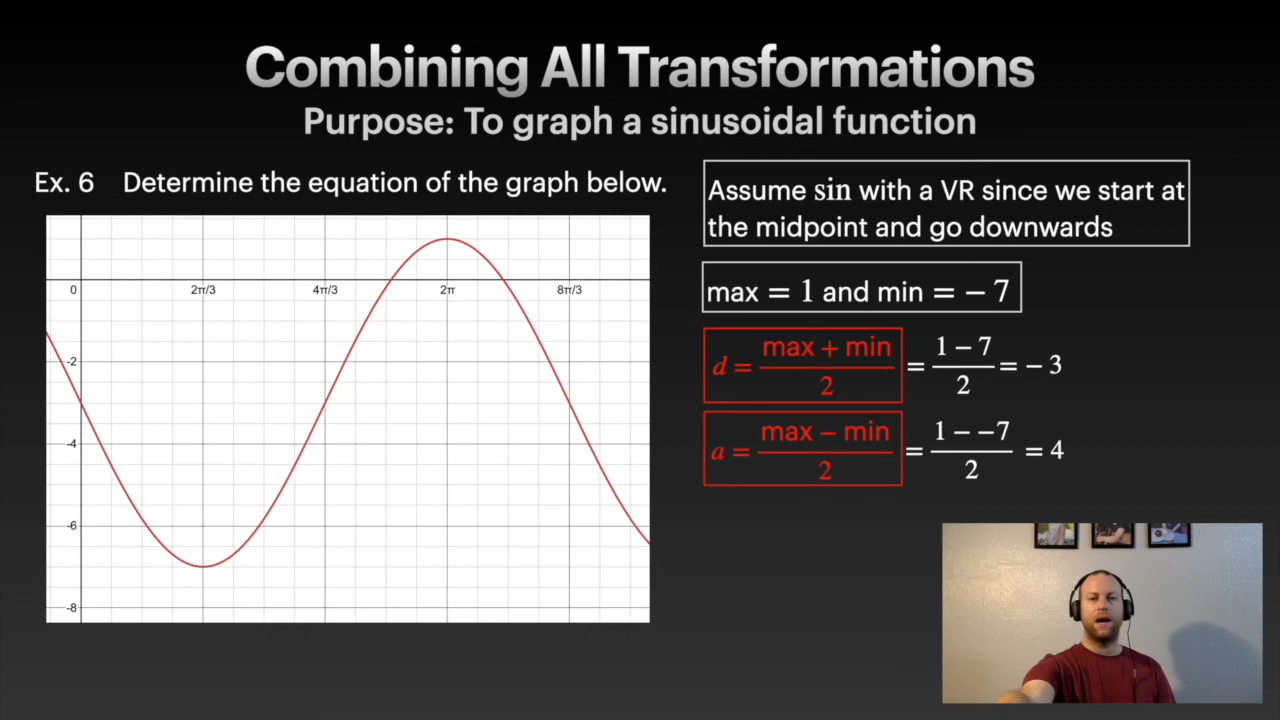 Combining All Transformations
Purpose: To graph a sinusoidal function
Ex. 6 Determine the equation of the graph below.
Assume sin with a VR since we start at
the midpoint and go downwards
max = 1 and min = − 7
d = (max + min)/2 = (1 − 7)/2 = − 3
a = (max − min)/2 = (1 − −7)/2 = 4
0 2π/3 4π/3 2π 8π/3
-2
-4
-6
-8